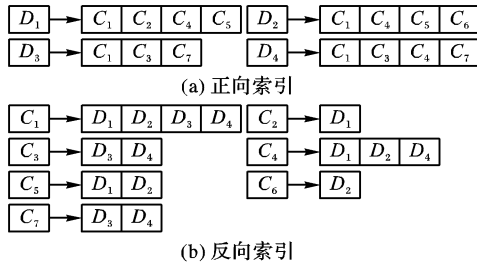 D₁ C₁ C₂ C₄ C₅ D₂ C₁ C₄ C₅ C₆
D₃ C₁ C₃ C₇ D₄ C₁ C₃ C₄ C₇
(a) 正向索引
C₁ D₁ D₂ D₃ D₄ C₂ D₁
C₃ D₃ D₄ C₄ D₁ D₂ D₄
C₅ D₁ D₂ C₆ D₂
C₇ D₃ D₄
(b) 反向索引